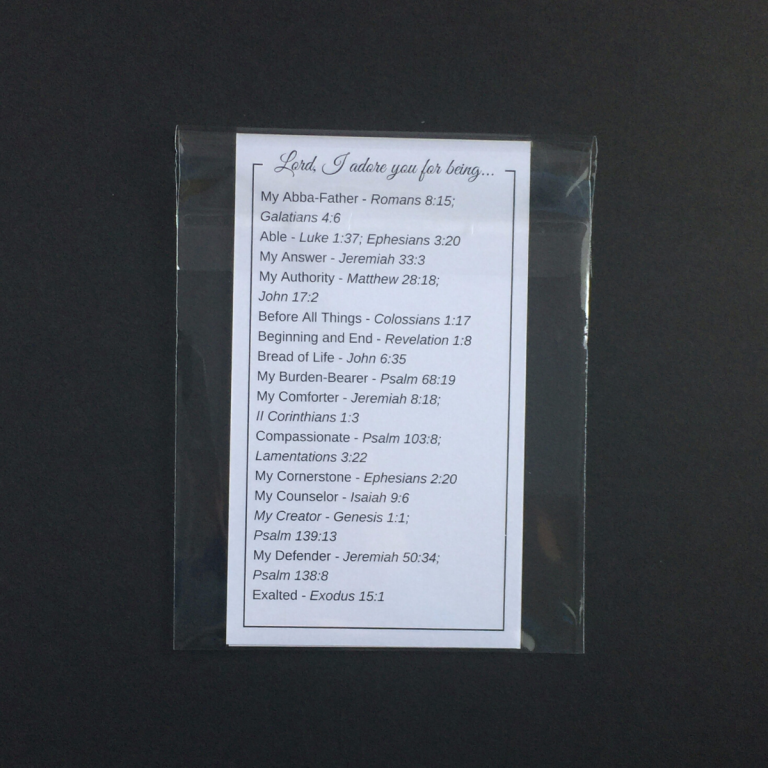 Lord, I adore you for being...
My Abba-Father - Romans 8:15;
Galatians 4:6
Able - Luke 1:37; Ephesians 3:20
My Answer - Jeremiah 33:3
My Authority - Matthew 28:18;
John 17:2
Before All Things - Colossians 1:17
Beginning and End - Revelation 1:8
Bread of Life - John 6:35
My Burden-Bearer - Psalm 68:19
My Comforter - Jeremiah 8:18;
II Corinthians 1:3
Compassionate - Psalm 103:8;
Lamentations 3:22
My Cornerstone - Ephesians 2:20
My Counselor - Isaiah 9:6
My Creator - Genesis 1:1;
Psalm 139:13
My Defender - Jeremiah 50:34;
Psalm 138:8
Exalted - Exodus 15:1